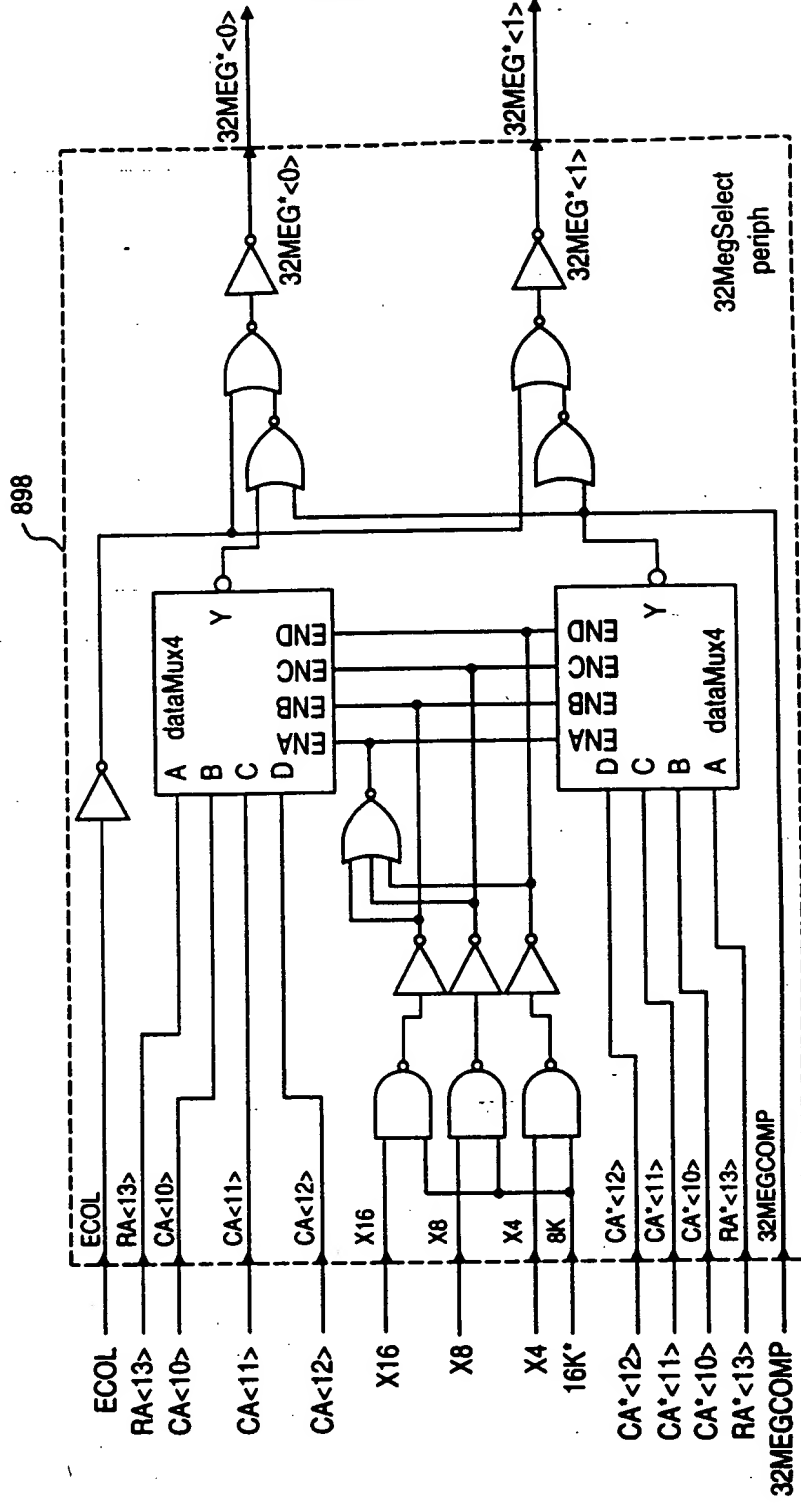 898
ECOL
ECOL
RA<13>
RA<13>
CA<10>
CA<10>
CA<11>
CA<11>
CA<12>
CA<12>
X16
X16
X8
X8
X4
X4
16K*
8K
CA*<12>
CA*<12>
CA*<11>
CA*<11>
CA*<10>
CA*<10>
RA*<13>
RA*<13>
32MEGCOMP
32MEGCOMP
dataMux4
A
B
C
D
Y
ENA
ENB
ENC
END
ENA
ENB
ENC
END
D
C
B
A
Y
dataMux4
32MEG*<0>
32MEG*<0>
32MEG*<1>
32MEG*<1>
32MegSelect
periph